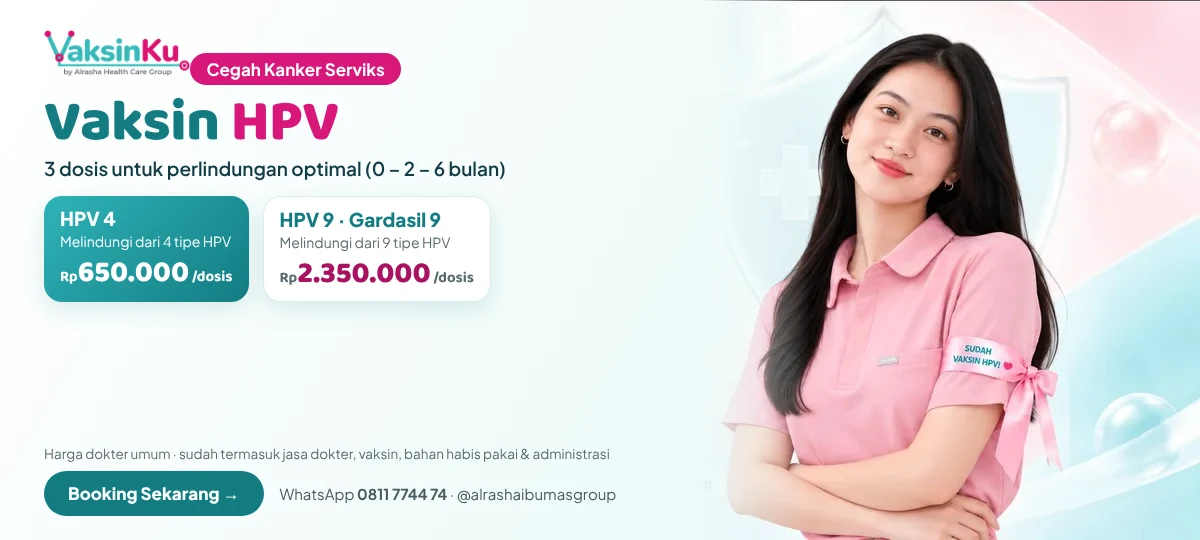 VaksinKu
by Alrasha Health Care Group
Cegah Kanker Serviks
Vaksin HPV
3 dosis untuk perlindungan optimal (0 – 2 – 6 bulan)
HPV 4
Melindungi dari 4 tipe HPV
Rp650.000 /dosis
HPV 9 · Gardasil 9
Melindungi dari 9 tipe HPV
Rp2.350.000 /dosis
SUDAH
VAKSIN HPV!
Harga dokter umum · sudah termasuk jasa dokter, vaksin, bahan habis pakai & administrasi
Booking Sekarang →
WhatsApp 0811 7744 74 · @alrashaibumasgroup